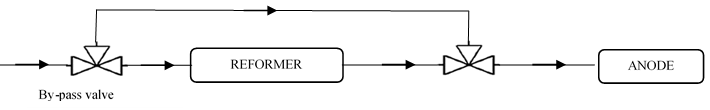 REFORMER
ANODE
By-pass valve